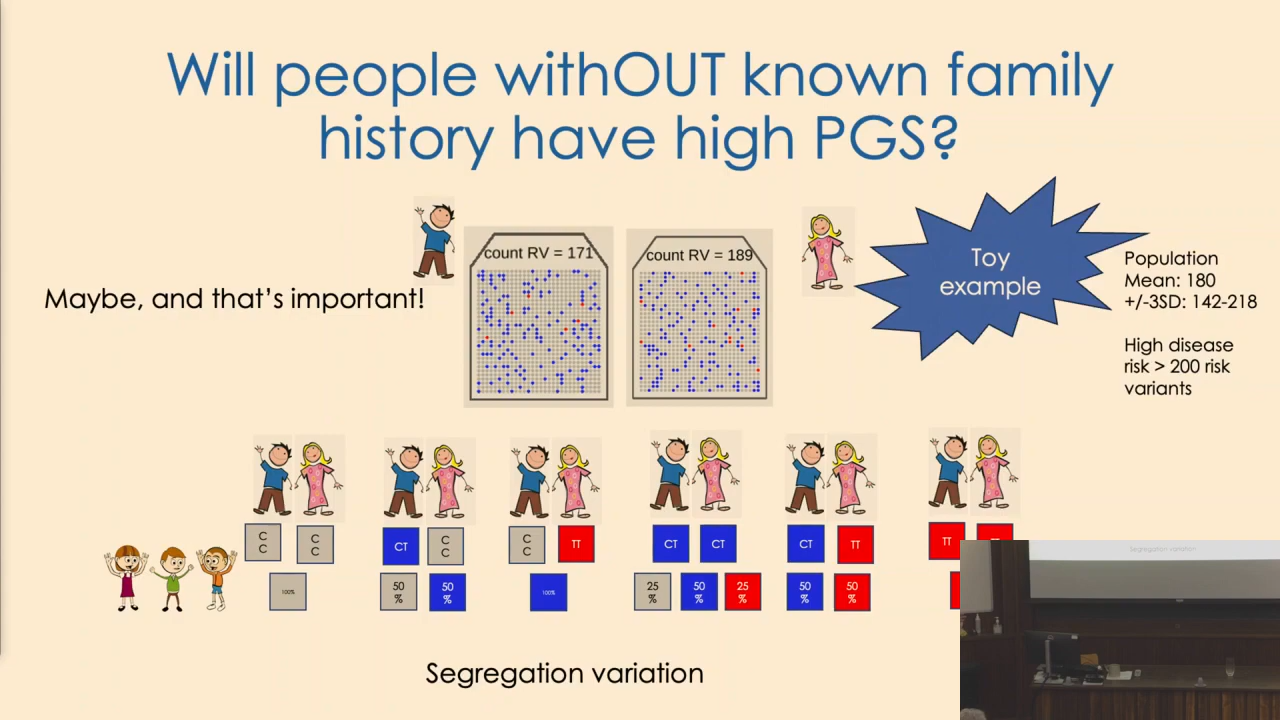 Will people withOUT known family
history have high PGS?
Maybe, and that's important!
count RV = 171
count RV = 189
Toy
example
Population
Mean: 180
+/-3SD: 142-218
High disease
risk > 200 risk
variants
C
C
C
C
CT
C
C
C
C
TT
CT
CT
CT
TT
TT
100%
50
%
50
%
100%
25
%
50
%
25
%
50
%
50
%
Segregation variation
Segregation variation